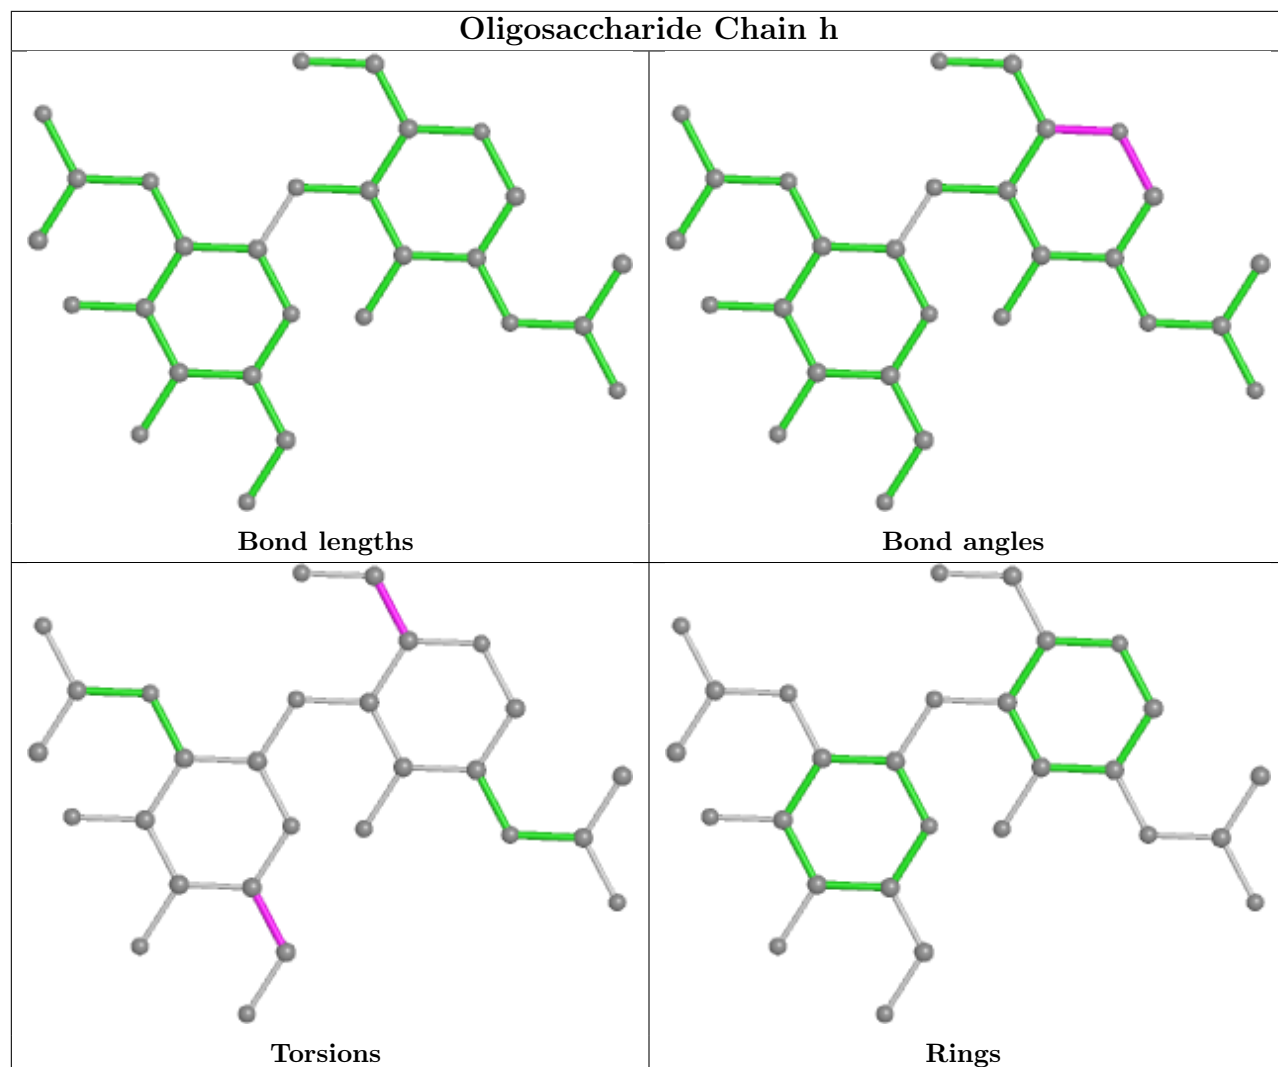 Oligosaccharide Chain h
Bond lengths
Bond angles
Torsions
Rings